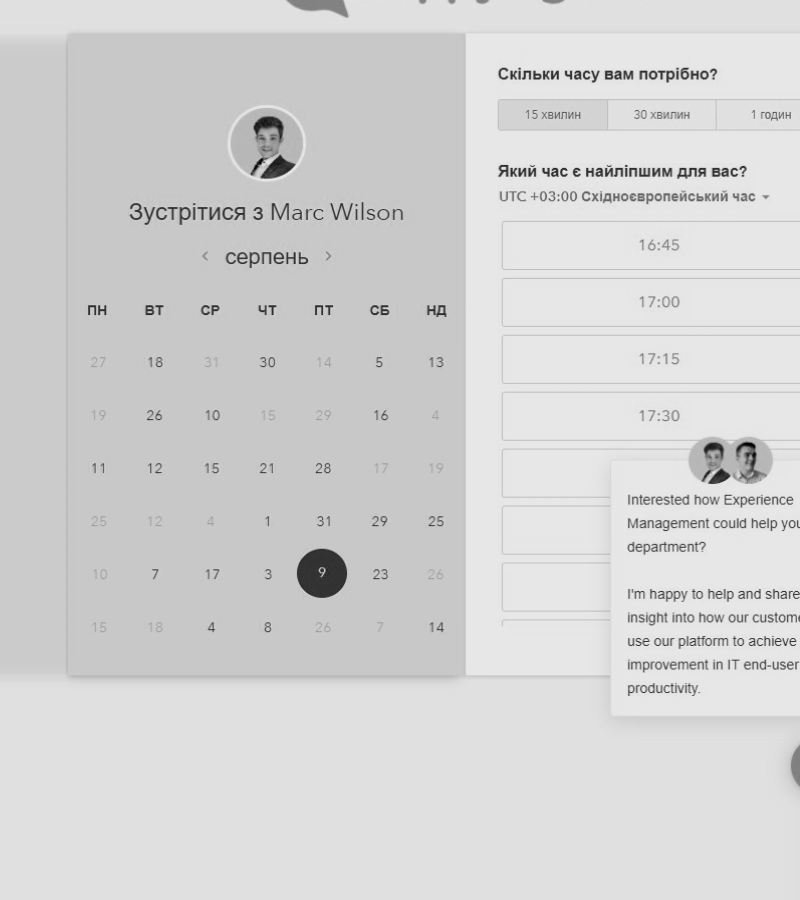 Зустрітися з Marc Wilson
серпень
ПН ВТ СР ЧТ ПТ СБ НД
27 18 31 30 14 5 13
19 26 10 15 29 16 4
11 12 15 21 28 17 19
25 12 4 1 31 29 25
10 7 17 3 9 23 26
15 18 4 8 26 7 14
Скільки часу вам потрібно?
15 хвилин 30 хвилин 1 годин
Який час є найліпшим для вас?
UTC +03:00 Східноєвропейський час
16:45
17:00
17:15
17:30
Interested how Experience
Management could help you
department?
I'm happy to help and share
insight into how our custome
use our platform to achieve
improvement in IT end-user
productivity.